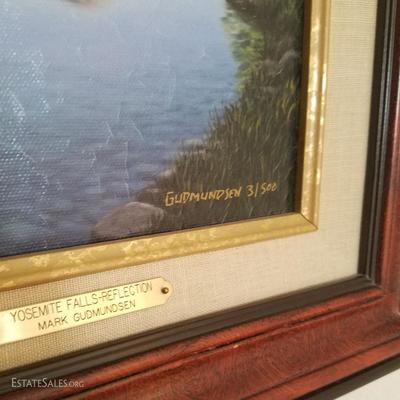 GUDMUNDSEN 3/500
YOSEMITE FALLS-REFLECTION
MARK GUDMUNDSEN
ESTATESALES.ORG